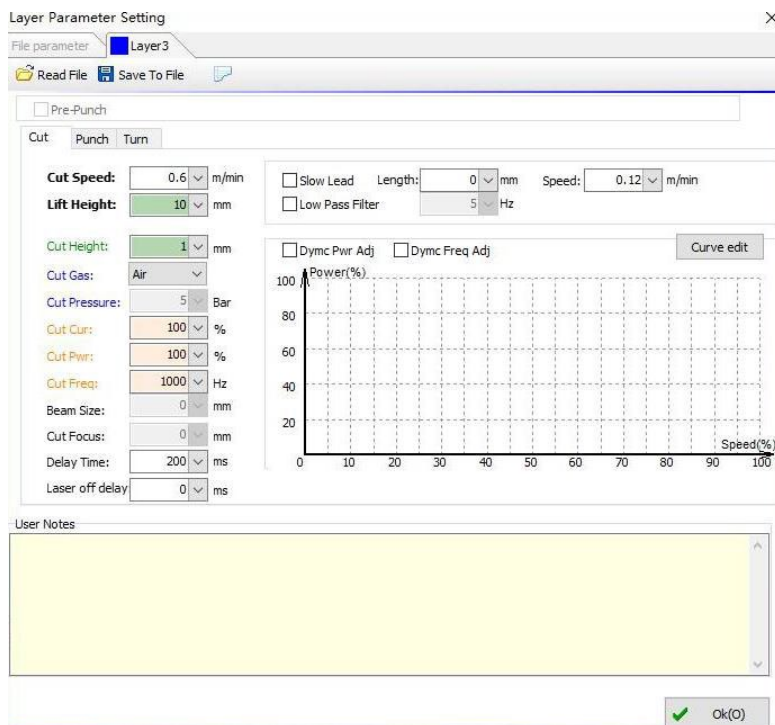 Layer Parameter Setting
File parameter Layer3
Read File Save To File
Pre-Punch
Cut Punch Turn
Cut Speed: 0.6 m/min
Lift Height: 10 mm
Cut Height: 1 mm
Cut Gas: Air
Cut Pressure: 5 Bar
Cut Cur: 100 %
Cut Pwr: 100 %
Cut Freq: 1000 Hz
Beam Size: 0 mm
Cut Focus: 0 mm
Delay Time: 200 ms
Laser off delay 0 ms
Slow Lead Length: 0 mm Speed: 0.12 m/min
Low Pass Filter 5 Hz
Dymc Pwr Adj Dymc Freq Adj Curve edit
Power(%)
100
80
60
40
20
Speed(%)
0 10 20 30 40 50 60 70 80 90 100
User Notes
Ok(O)